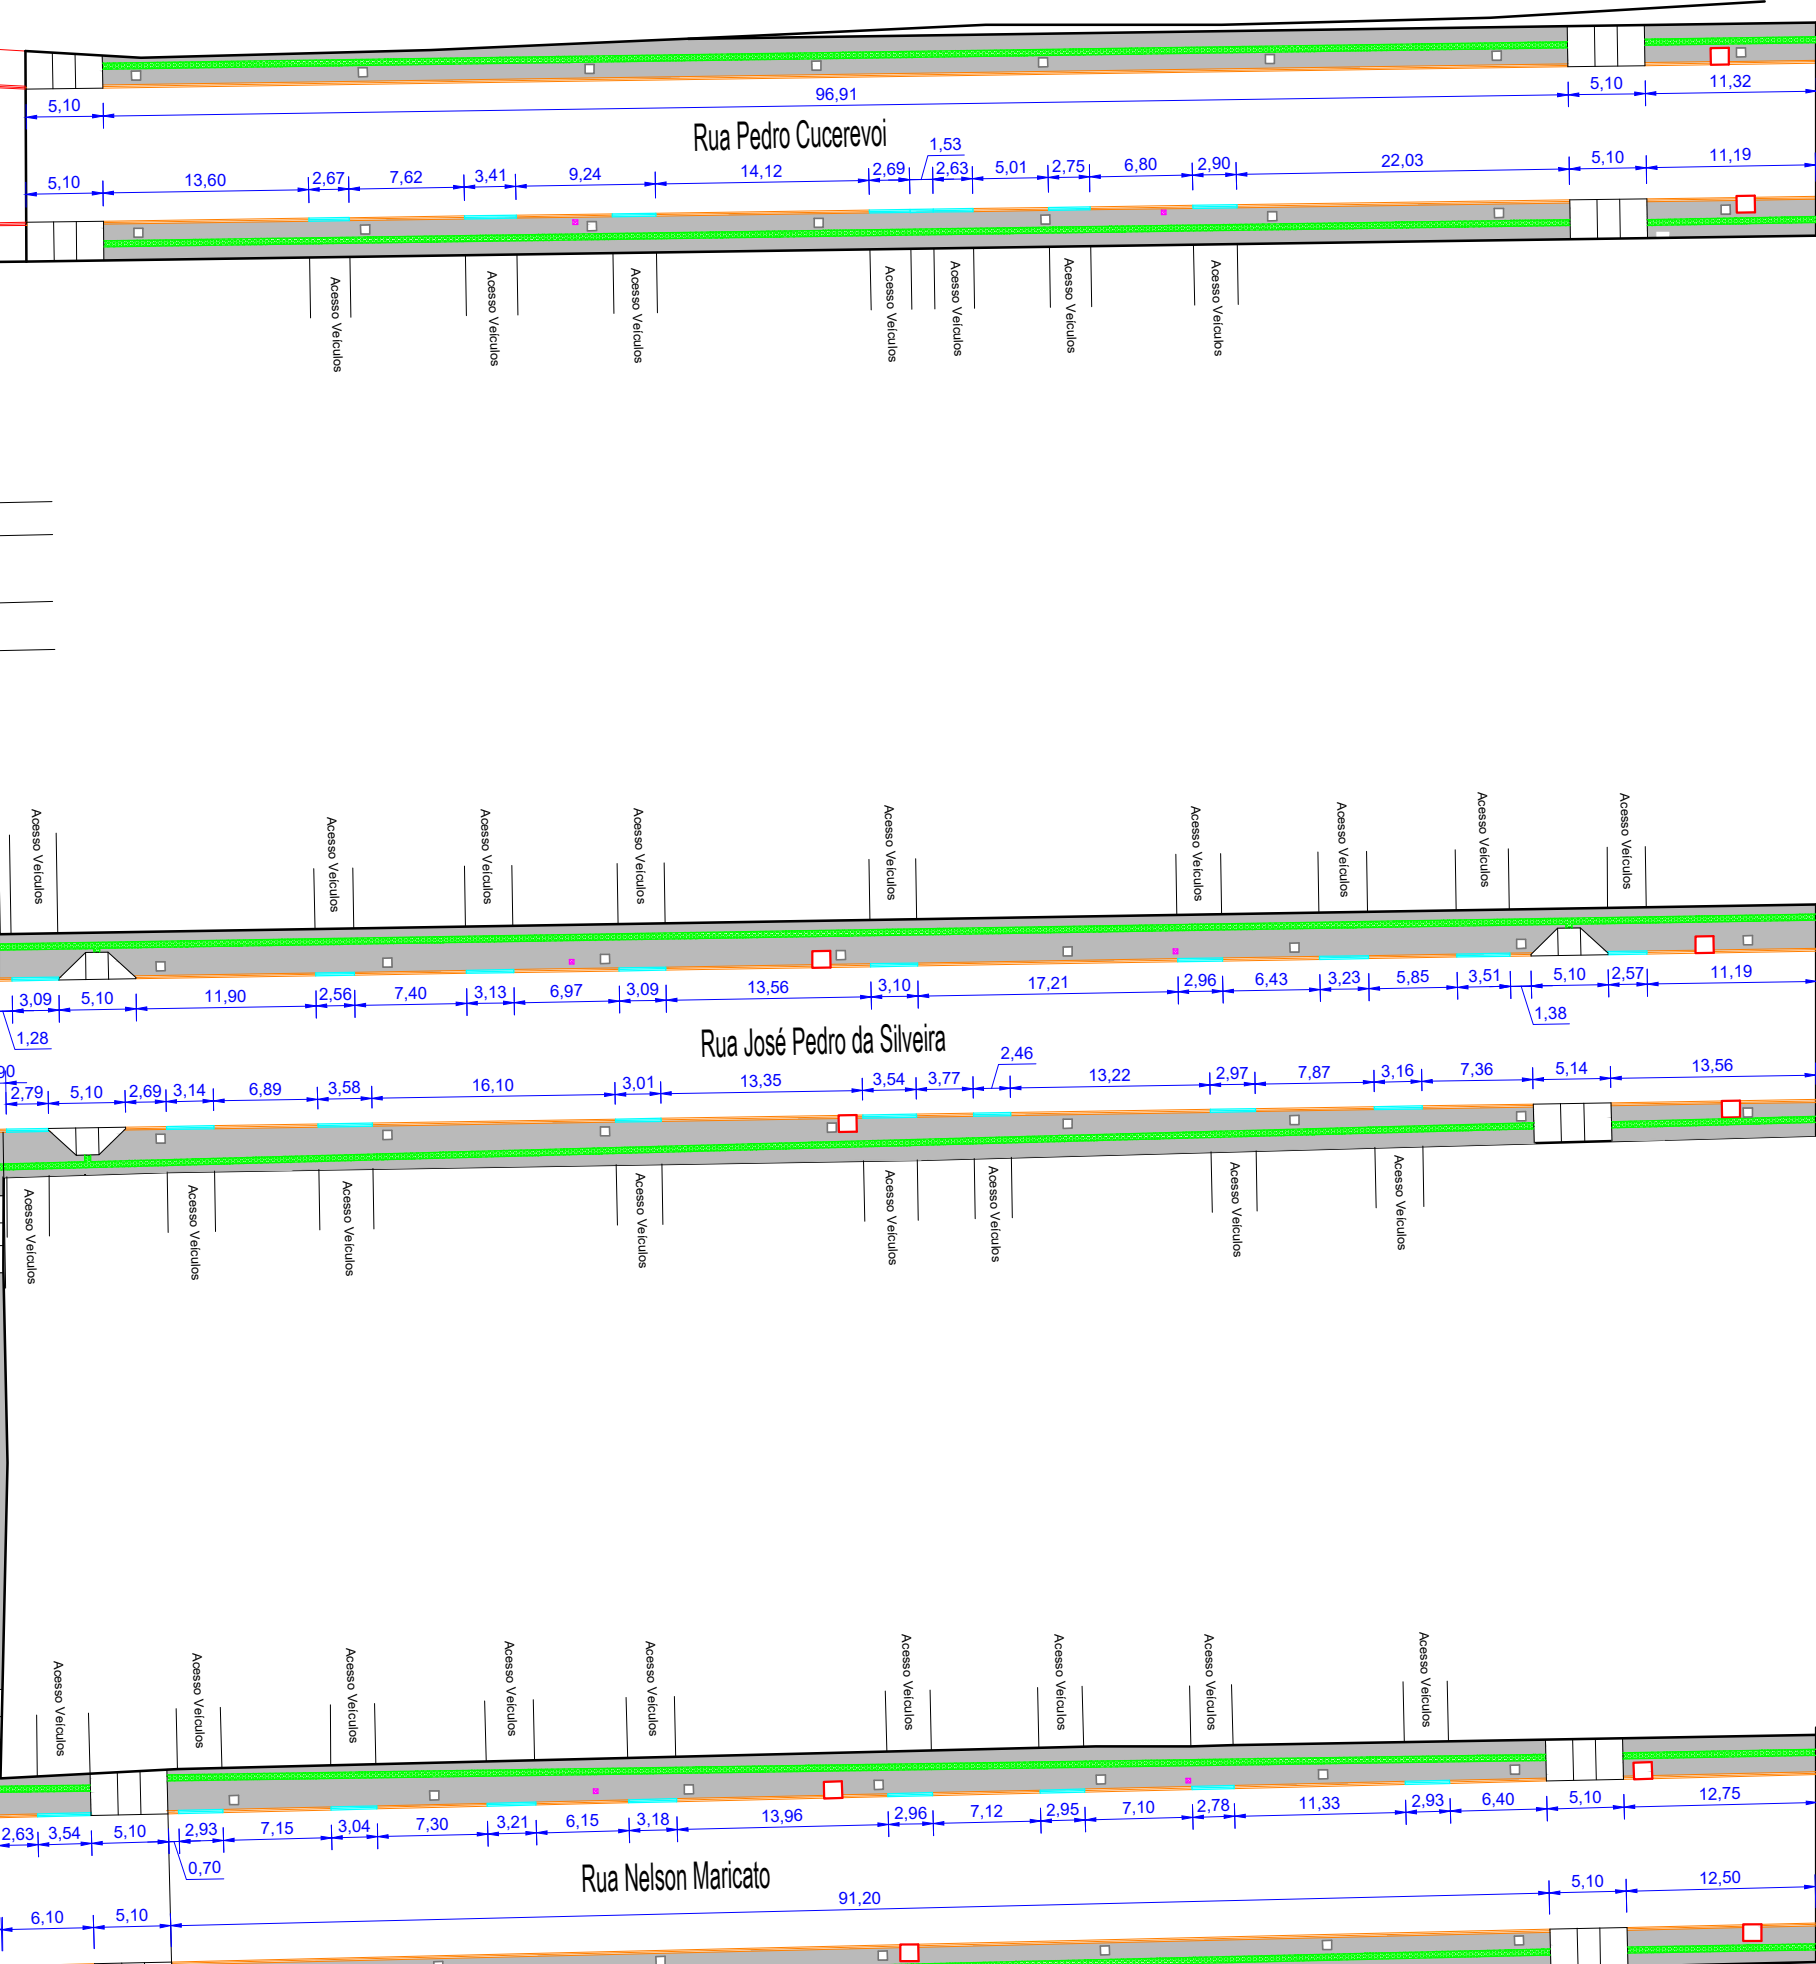 5,10 96,91 5,10 11,32
Rua Pedro Cucerevoi
1,53
5,10 13,60 2,67 7,62 3,41 9,24 14,12 2,69 2,63 5,01 2,75 6,80 2,90 22,03 5,10 11,19
Acesso Veículos Acesso Veículos Acesso Veículos Acesso Veículos Acesso Veículos Acesso Veículos Acesso Veículos
Acesso Veículos Acesso Veículos Acesso Veículos Acesso Veículos Acesso Veículos Acesso Veículos Acesso Veículos Acesso Veículos Acesso Veículos
3,09 5,10 11,90 2,56 7,40 3,13 6,97 3,09 13,56 3,10 17,21 2,96 6,43 3,23 5,85 3,51 5,10 2,57 11,19
1,28 1,38
Rua José Pedro da Silveira
2,46
90
2,79 5,10 2,69 3,14 6,89 3,58 16,10 3,01 13,35 3,54 3,77 13,22 2,97 7,87 3,16 7,36 5,14 13,56
Acesso Veículos Acesso Veículos Acesso Veículos Acesso Veículos Acesso Veículos Acesso Veículos Acesso Veículos Acesso Veículos
Acesso Veículos Acesso Veículos Acesso Veículos Acesso Veículos Acesso Veículos Acesso Veículos Acesso Veículos Acesso Veículos Acesso Veículos
2,63 3,54 5,10 2,93 7,15 3,04 7,30 3,21 6,15 3,18 13,96 2,96 7,12 2,95 7,10 2,78 11,33 2,93 6,40 5,10 12,75
0,70
Rua Nelson Maricato
6,10 5,10 91,20 5,10 12,50